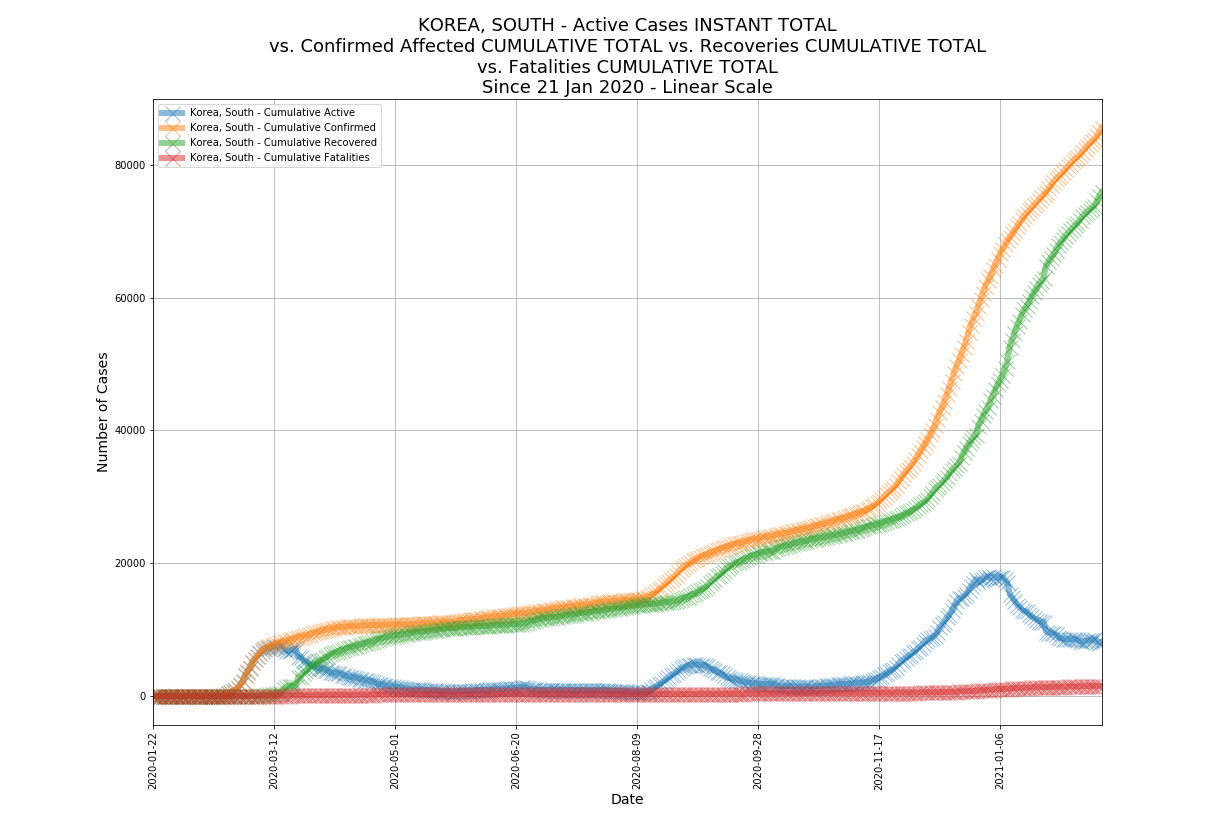 KOREA, SOUTH - Active Cases INSTANT TOTAL
vs. Confirmed Affected CUMULATIVE TOTAL vs. Recoveries CUMULATIVE TOTAL
vs. Fatalities CUMULATIVE TOTAL
Since 21 Jan 2020 - Linear Scale
Korea, South - Cumulative Active
Korea, South - Cumulative Confirmed
Korea, South - Cumulative Recovered
Korea, South - Cumulative Fatalities
Number of Cases
80000
60000
40000
20000
0
2020-01-22
2020-03-12
2020-05-01
2020-06-20
2020-08-09
2020-09-28
2020-11-17
2021-01-06
Date